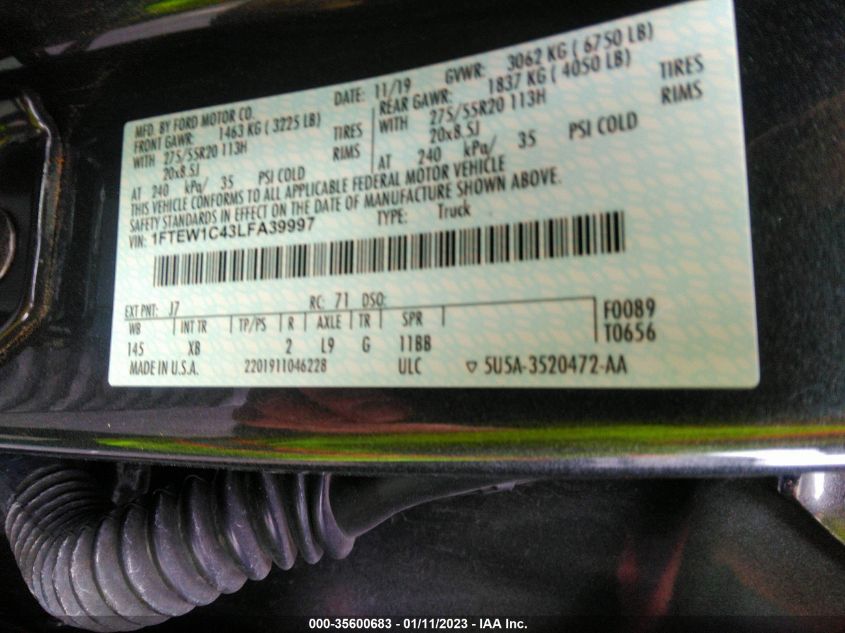 MFD. BY FORD MOTOR CO. DATE: 11/19 GVWR: 3062 KG ( 6750 LB)
FRONT GAWR: 1463 KG ( 3225 LB) REAR GAWR: 1837 KG ( 4050 LB)
WITH 275/55R20 113H TIRES WITH 275/55R20 113H TIRES
20x8.5J RIMS 20x8.5J RIMS
AT 240 kPa/ 35 PSI COLD AT 240 kPa/ 35 PSI COLD
THIS VEHICLE CONFORMS TO ALL APPLICABLE FEDERAL MOTOR VEHICLE
SAFETY STANDARDS IN EFFECT ON THE DATE OF MANUFACTURE SHOWN ABOVE.
VIN: 1FTEW1C43LFA39997 TYPE: Truck
EXT PNT: J7 RC: 71 DSO: F0089
WB INT TR TP/PS R AXLE TR SPR T0656
145 XB 2 L9 G 11BB
MADE IN U.S.A. 2201911046228 ULC ▽ 5U5A-3520472-AA
000-35600683 - 01/11/2023 - IAA Inc.